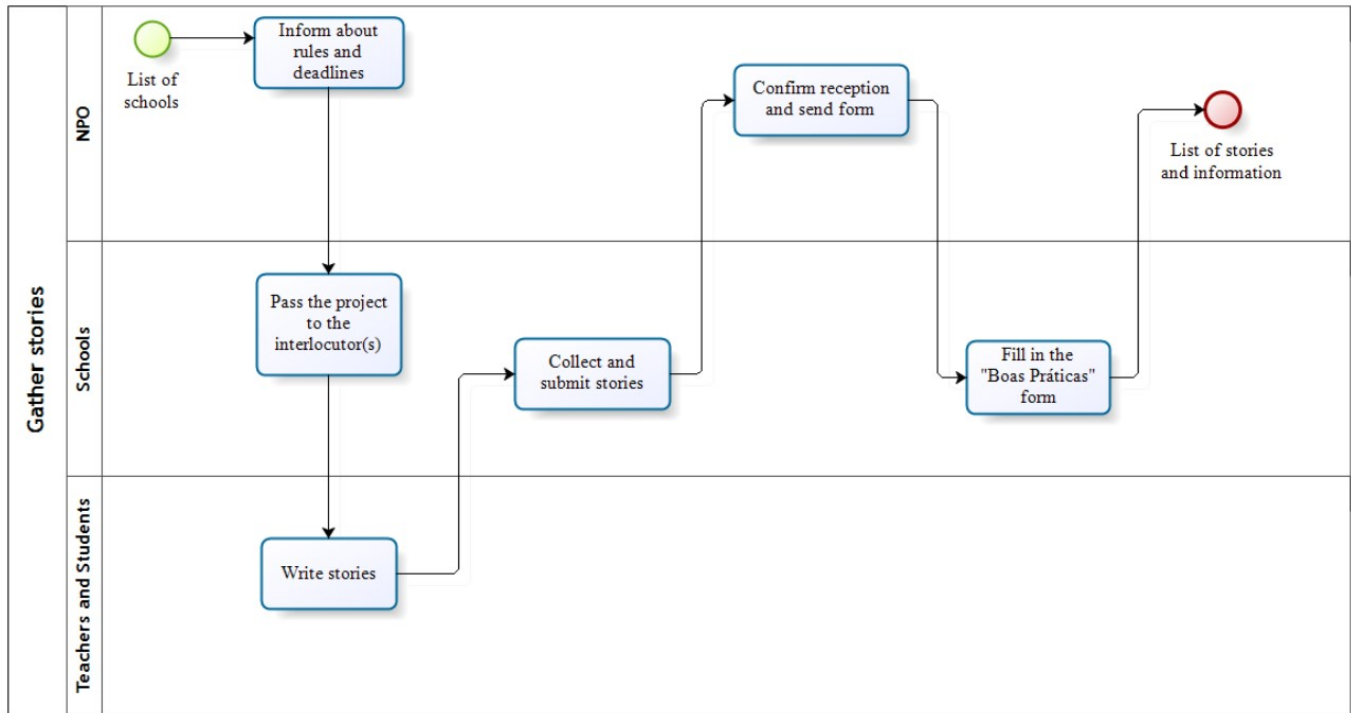 Gather stories
NPO
List of
schools
Inform about
rules and
deadlines
Confirm reception
and send form
List of stories
and information
Schools
Pass the project
to the
interlocutor(s)
Collect and
submit stories
Fill in the
"Boas Práticas"
form
Teachers and Students
Write stories